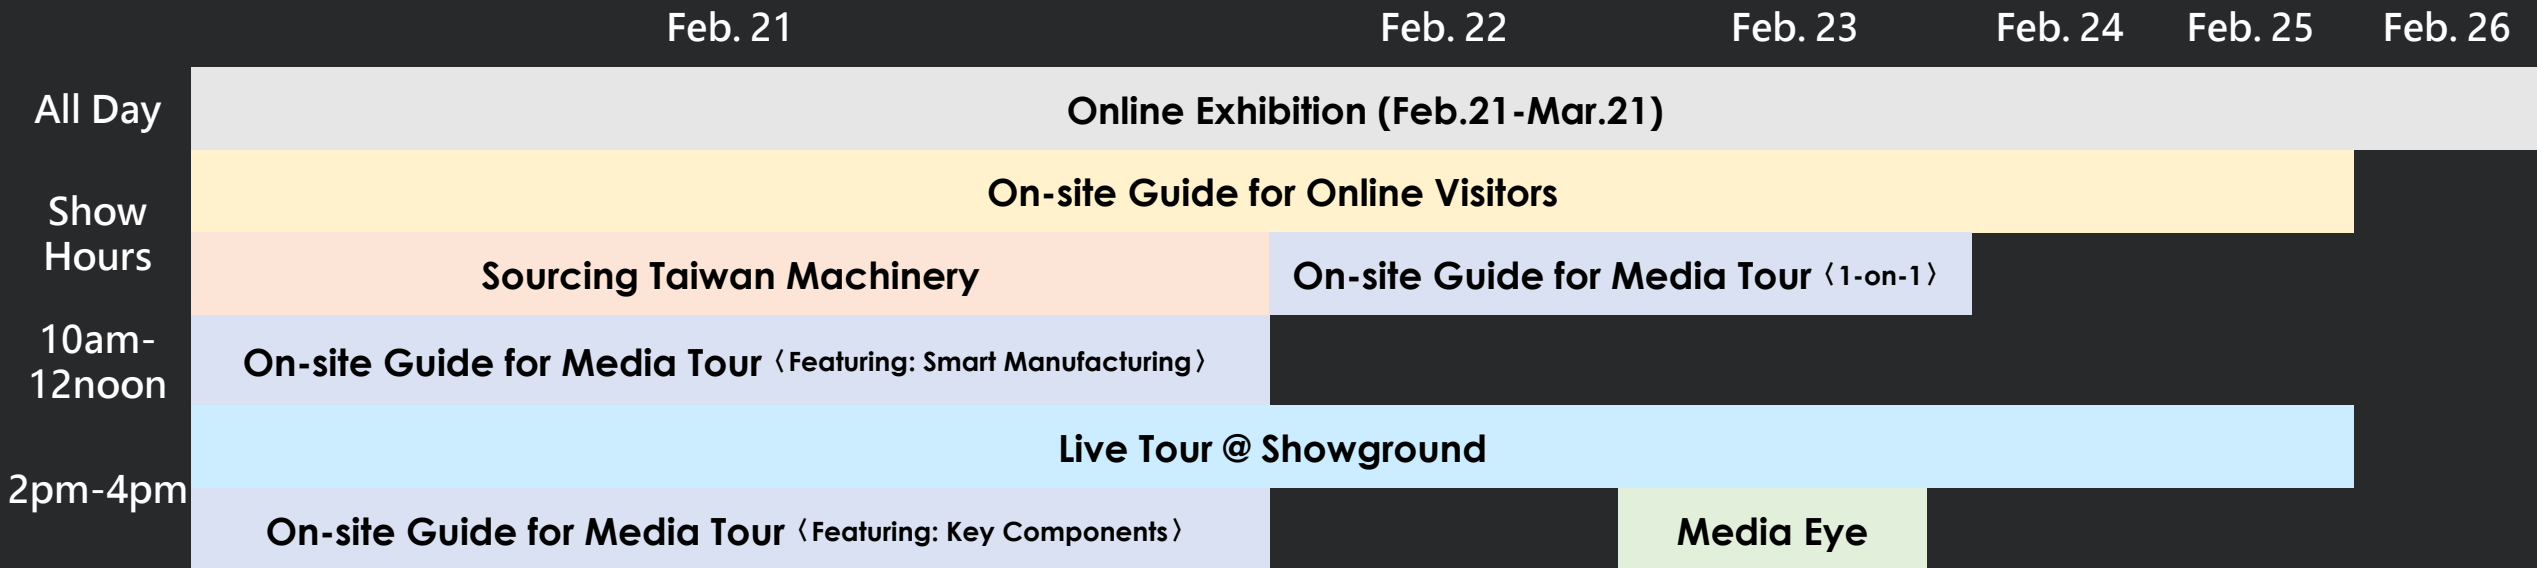 Feb. 21 Feb. 22 Feb. 23 Feb. 24 Feb. 25 Feb. 26
All Day
Online Exhibition (Feb.21-Mar.21)
Show
Hours
On-site Guide for Online Visitors
Sourcing Taiwan Machinery
On-site Guide for Media Tour〈1-on-1〉
10am-
12noon
On-site Guide for Media Tour〈Featuring: Smart Manufacturing〉
2pm-4pm
Live Tour @ Showground
On-site Guide for Media Tour〈Featuring: Key Components〉
Media Eye